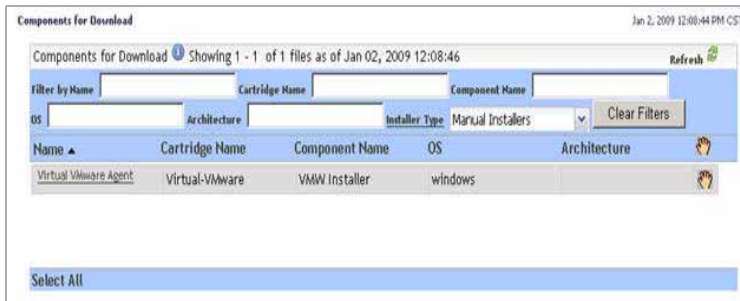 Components for Download Jan 2, 2009 12:08:44 PM CST
Components for Download Showing 1 - 1 of 1 files as of Jan 02, 2009 12:08:46 Refresh
Filter by Name Cartridge Name Component Name
OS Architecture Installer Type Manual Installers Clear Filters
Name Cartridge Name Component Name OS Architecture
Virtual VMware Agent Virtual-VMware VMW Installer windows
Select All